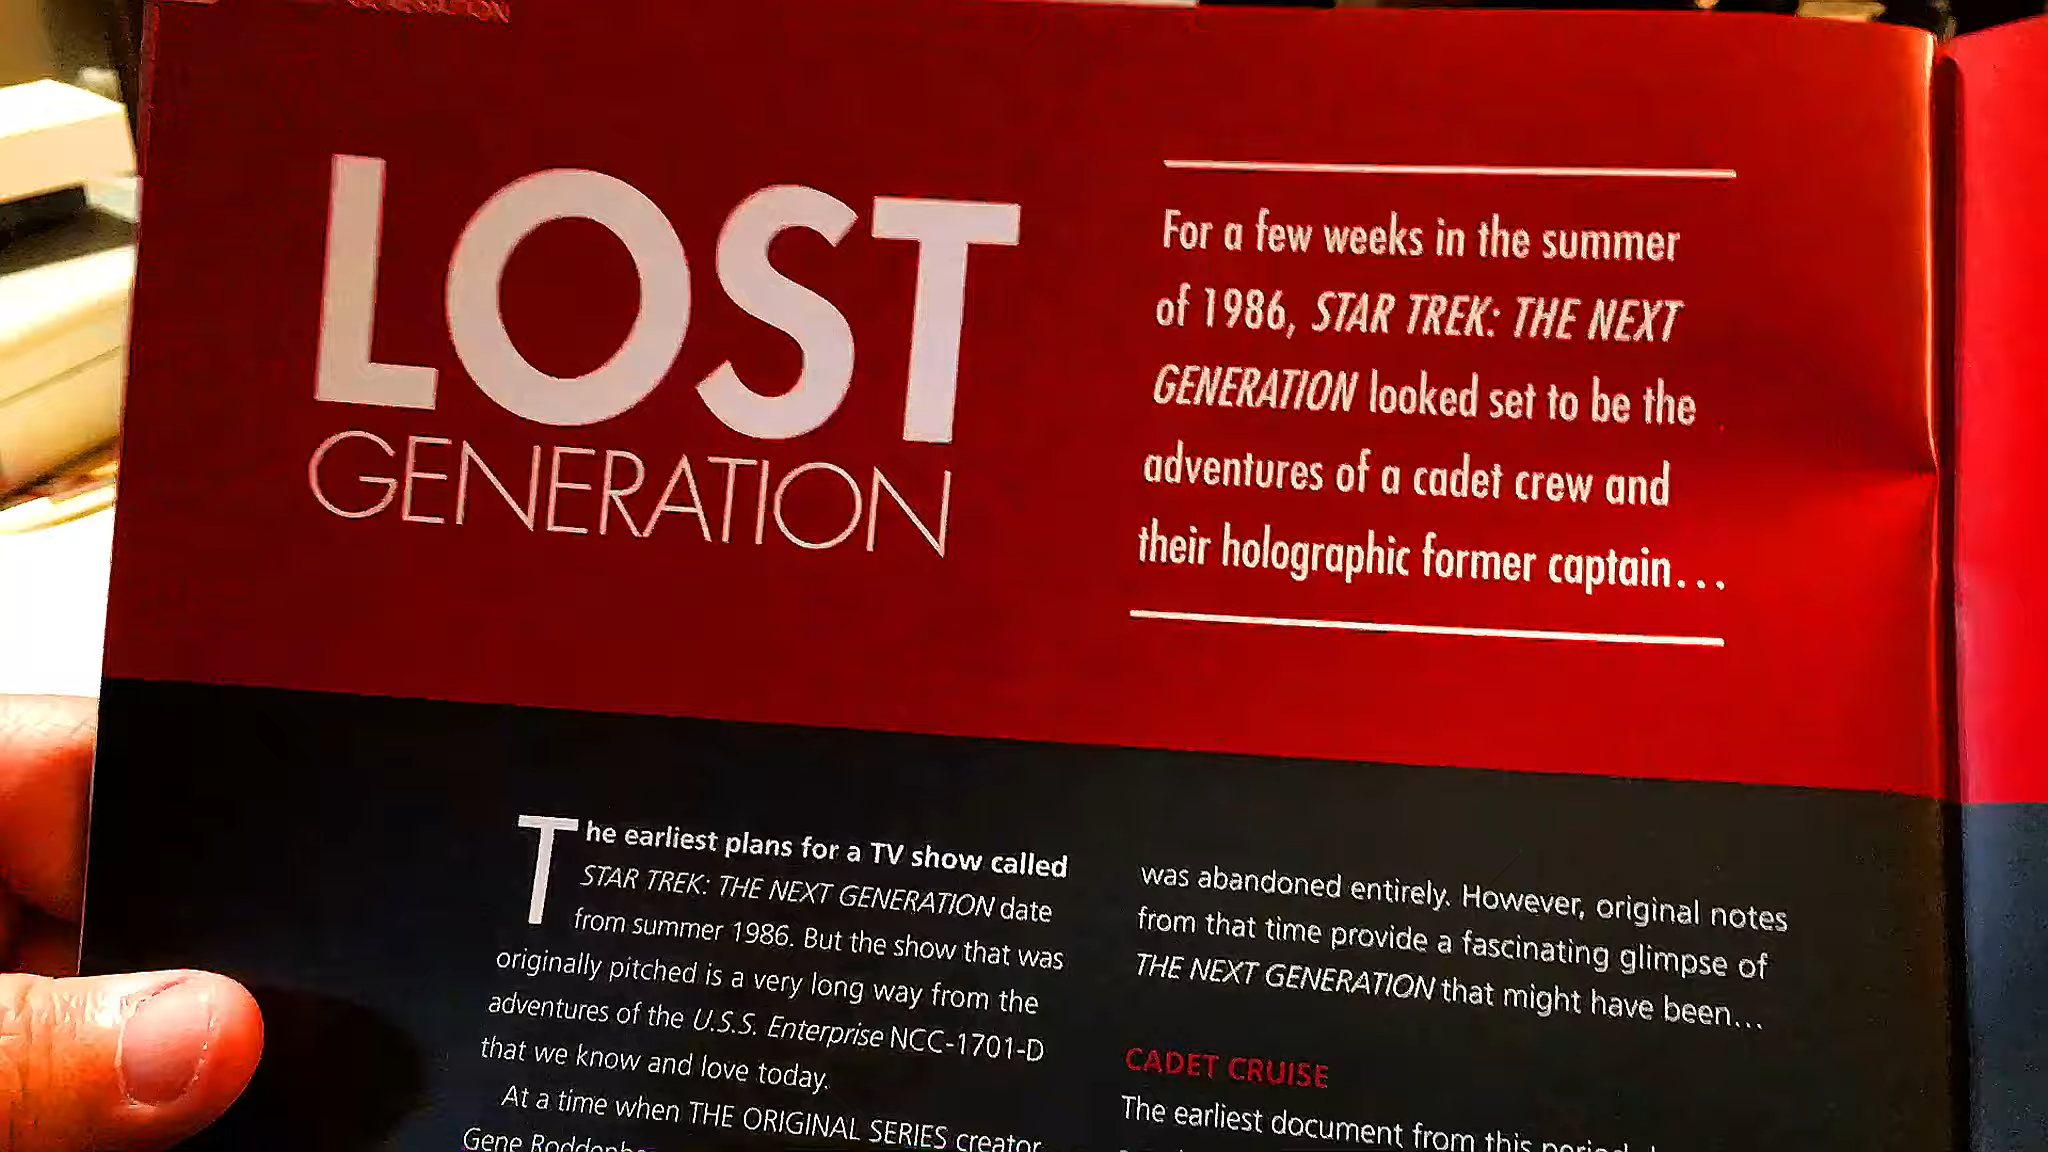 GENERATION
LOST
GENERATION
For a few weeks in the summer
of 1986, STAR TREK: THE NEXT
GENERATION looked set to be the
adventures of a cadet crew and
their holographic former captain...
The earliest plans for a TV show called
STAR TREK: THE NEXT GENERATION date
from summer 1986. But the show that was
originally pitched is a very long way from the
adventures of the U.S.S. Enterprise NCC-1701-D
that we know and love today.
At a time when THE ORIGINAL SERIES creator
Gene
was abandoned entirely. However, original notes
from that time provide a fascinating glimpse of
THE NEXT GENERATION that might have been...
CADET CRUISE
The earliest document from this period